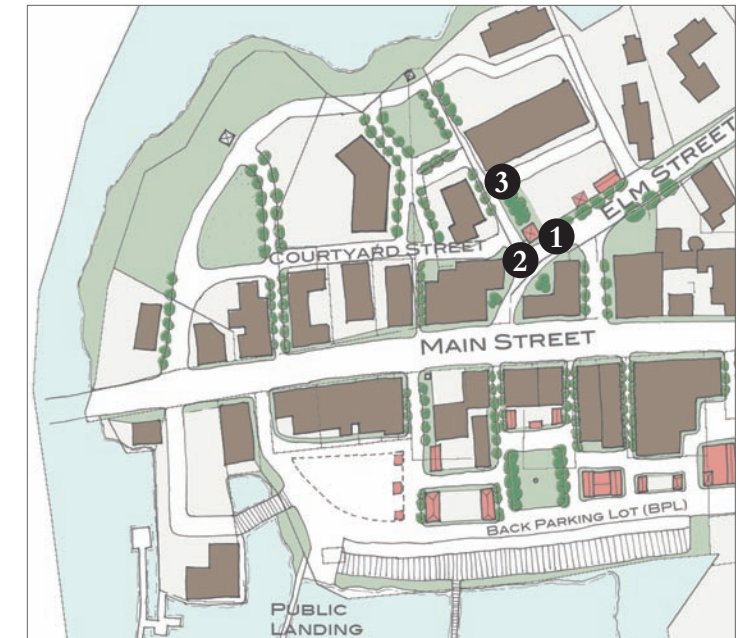 3
ELM STREET
1
COURTYARD STREET
2
MAIN STREET
BACK PARKING LOT (BPL)
PUBLIC
LANDING